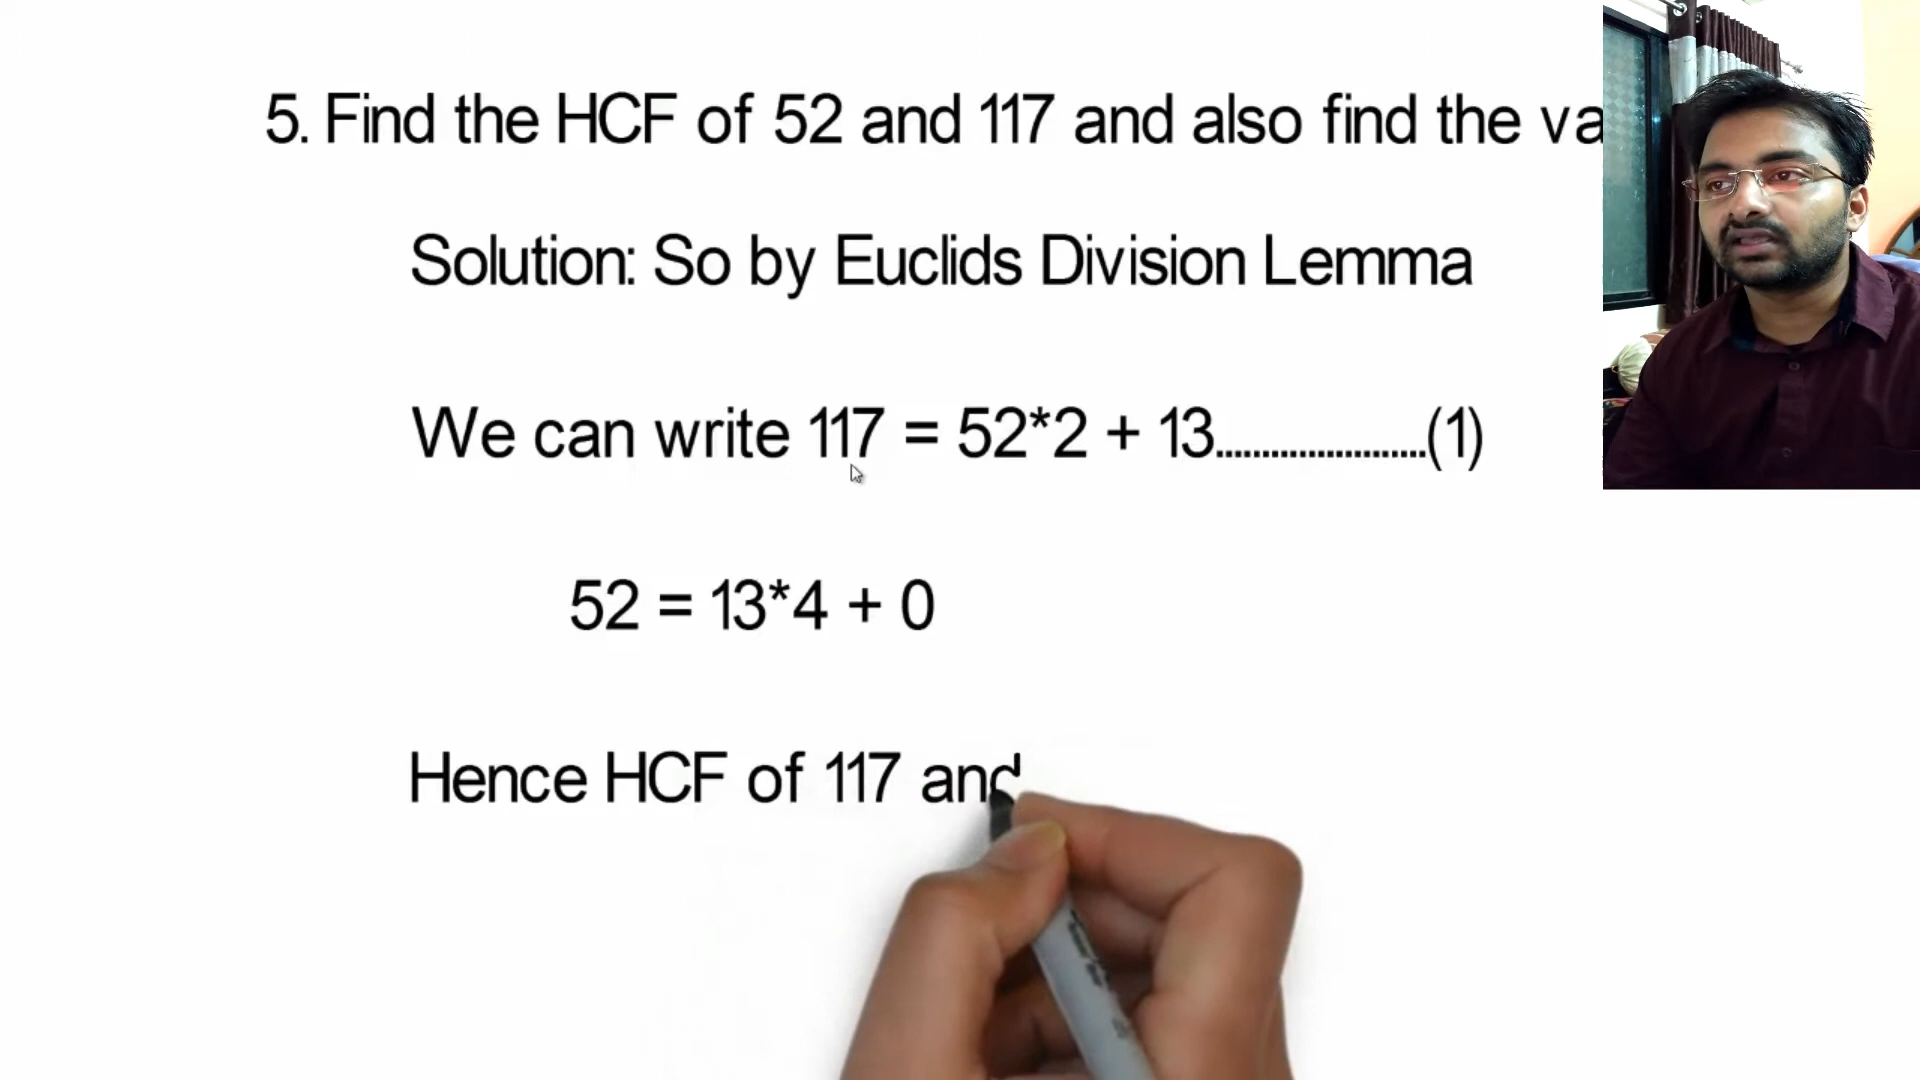 5. Find the HCF of 52 and 117 and also find the va
Solution: So by Euclids Division Lemma
We can write 117 = 52*2 + 13.......................(1)
52 = 13*4 + 0
Hence HCF of 117 and